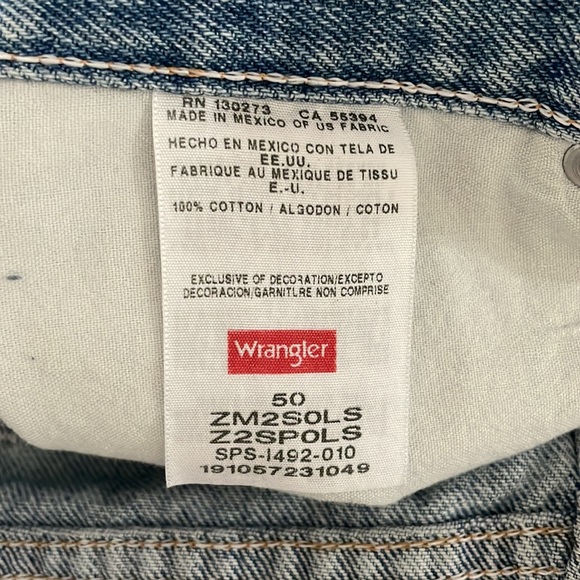 RN 130273 CA 55394
MADE IN MEXICO OF US FABRIC
HECHO EN MEXICO CON TELA DE
EE.UU.
FABRIQUE AU MEXIQUE DE TISSU
E.-U.
100% COTTON / ALGODON / COTON
EXCLUSIVE OF DECORATION/EXCEPTO
DECORACION/GARNITURE NON COMPRISE
Wrangler
50
ZM2SOLS
Z2SPOLS
SPS-I492-010
191057231049